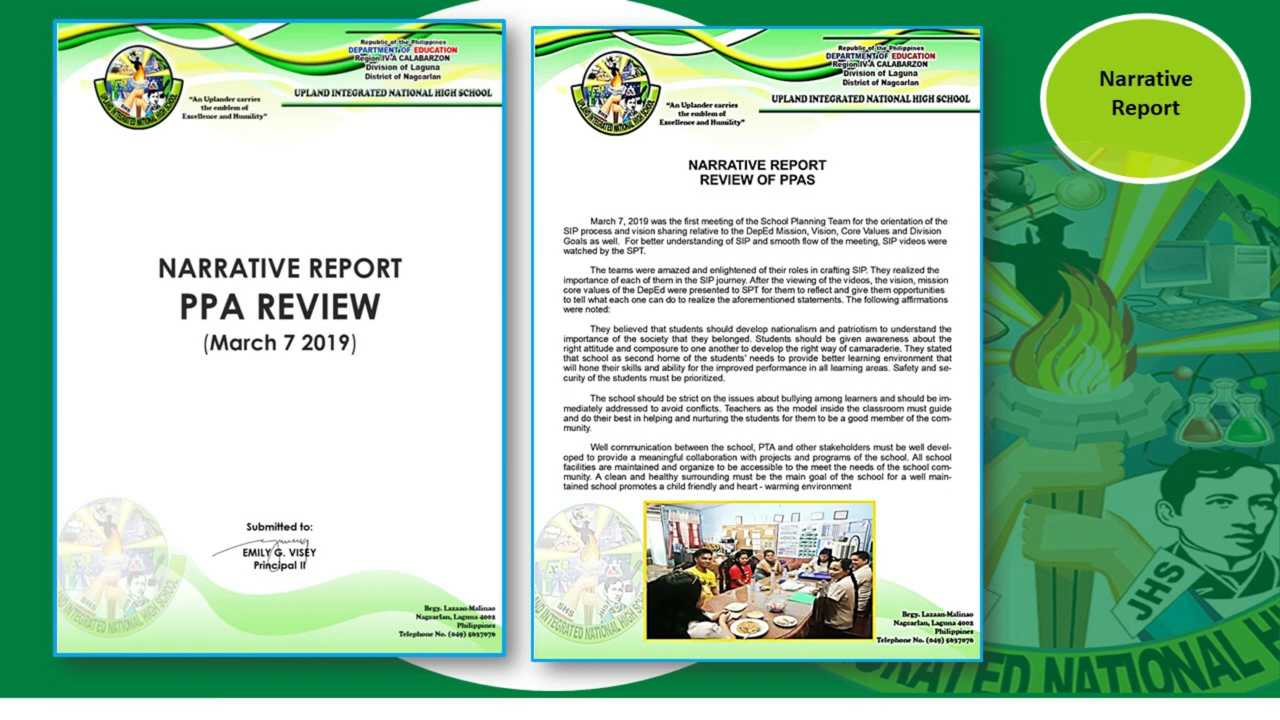 Republic of the Philippines
DEPARTMENT OF EDUCATION
Region IV-A CALABARZON
Division of Laguna
District of Nagcarlan
UPLAND INTEGRATED NATIONAL HIGH SCHOOL
"An Uplander carries
the emblem of
Excellence and Humility"
NARRATIVE REPORT
PPA REVIEW
(March 7 2019)
Submitted to:
EMILY G. VISEY
Principal II
SHS
UPLAND INTEGRATED NATIONAL HIGH
Brgy. Lazaan-Malinao
Nagcarlan, Laguna 4002
Philippines
Telephone No. (049) 5037076
Republic of the Philippines
DEPARTMENT OF EDUCATION
Region IV-A CALABARZON
Division of Laguna
District of Nagcarlan
UPLAND INTEGRATED NATIONAL HIGH SCHOOL
"An Uplander carries
the emblem of
Excellence and Humility"
NARRATIVE REPORT
REVIEW OF PPAS
March 7, 2019 was the first meeting of the School Planning Team for the orientation of the
SIP process and vision sharing relative to the DepEd Mission, Vision, Core Values and Division
Goals as well. For better understanding of SIP and smooth flow of the meeting, SIP videos were
watched by the SPT.
The teams were amazed and enlightened of their roles in crafting SIP. They realized the
importance of each of them in the SIP journey. After the viewing of the videos, the vision, mission
core values of the DepEd were presented to SPT for them to reflect and give them opportunities
to tell what each one can do to realize the aforementioned statements. The following affirmations
were noted:
They believed that students should develop nationalism and patriotism to understand the
importance of the society that they belonged. Students should be given awareness about the
right attitude and composure to one another to develop the right way of camaraderie. They stated
that school as second home of the students' needs to provide better learning environment that
will hone their skills and ability for the improved performance in all learning areas. Safety and se-
curity of the students must be prioritized.
The school should be strict on the issues about bullying among learners and should be im-
mediately addressed to avoid conflicts. Teachers as the model inside the classroom must guide
and do their best in helping and nurturing the students for them to be a good member of the com-
munity.
Well communication between the school, PTA and other stakeholders must be well devel-
oped to provide a meaningful collaboration with projects and programs of the school. All school
facilities are maintained and organize to be accessible to the meet the needs of the school com-
munity. A clean and healthy surrounding must be the main goal of the school for a well main-
tained school promotes a child friendly and heart - warming environment
SHS
INTEGRATED NATIONAL HIGH
Brgy. Lazaan-Malinao
Nagcarlan, Laguna 4002
Philippines
Telephone No. (049) 5037076
Narrative
Report
JHS
NATIONAL